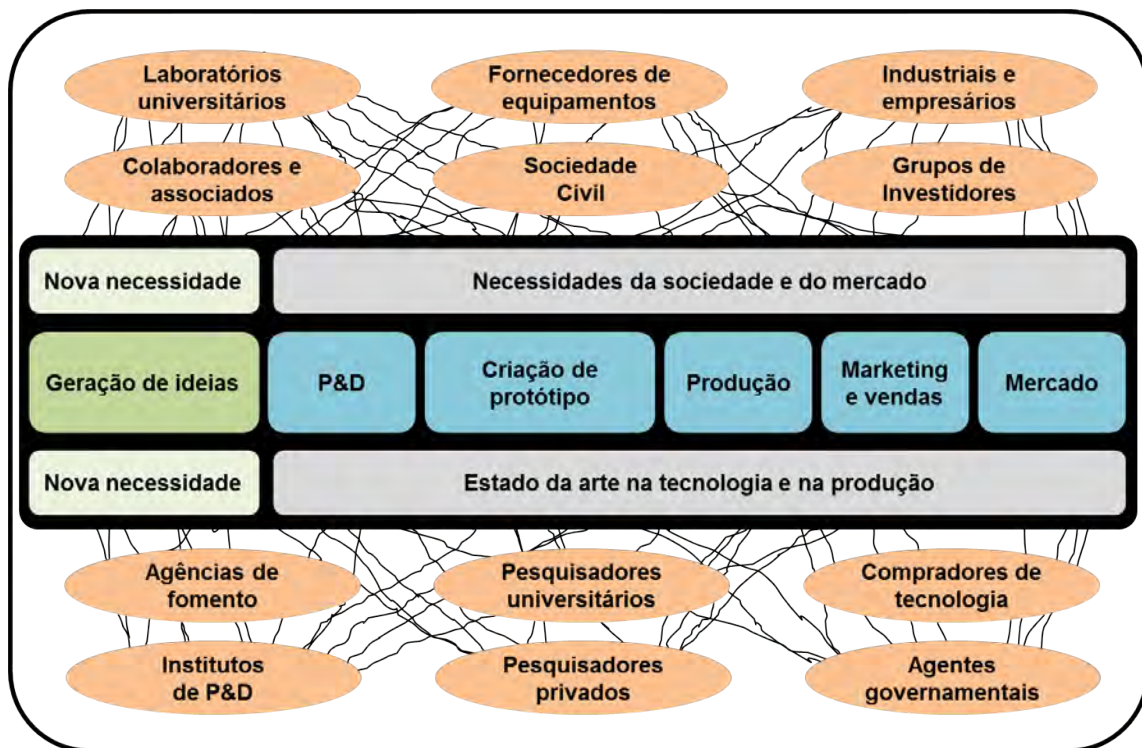 Laboratórios
universitários
Fornecedores de
equipamentos
Industriais e
empresários
Colaboradores e
associados
Sociedade
Civil
Grupos de
Investidores
Nova necessidade
Necessidades da sociedade e do mercado
Geração de ideias
P&D
Criação de
protótipo
Produção
Marketing
e vendas
Mercado
Nova necessidade
Estado da arte na tecnologia e na produção
Agências de
fomento
Pesquisadores
universitários
Compradores de
tecnologia
Institutos
de P&D
Pesquisadores
privados
Agentes
governamentais